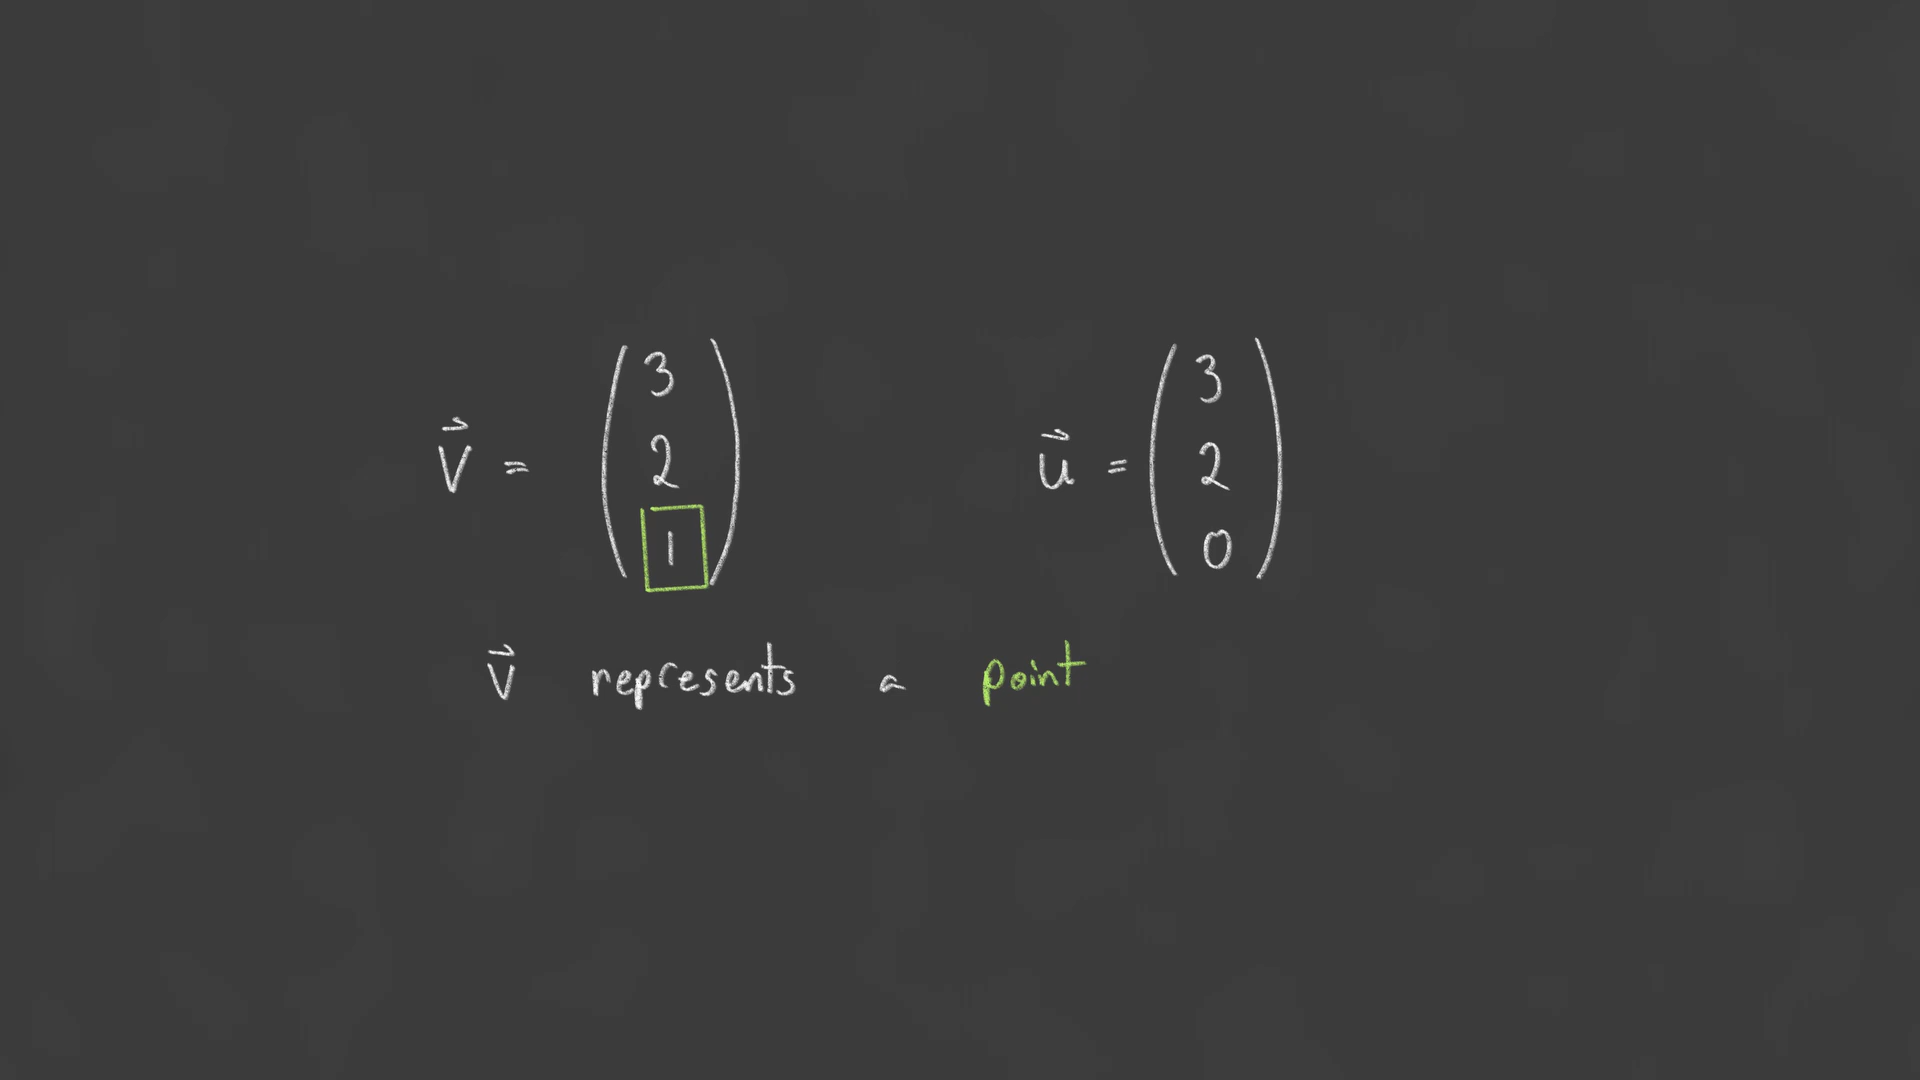 v⃗ = (3 2 1) u⃗ = (3 2 0)
v⃗ represents a point